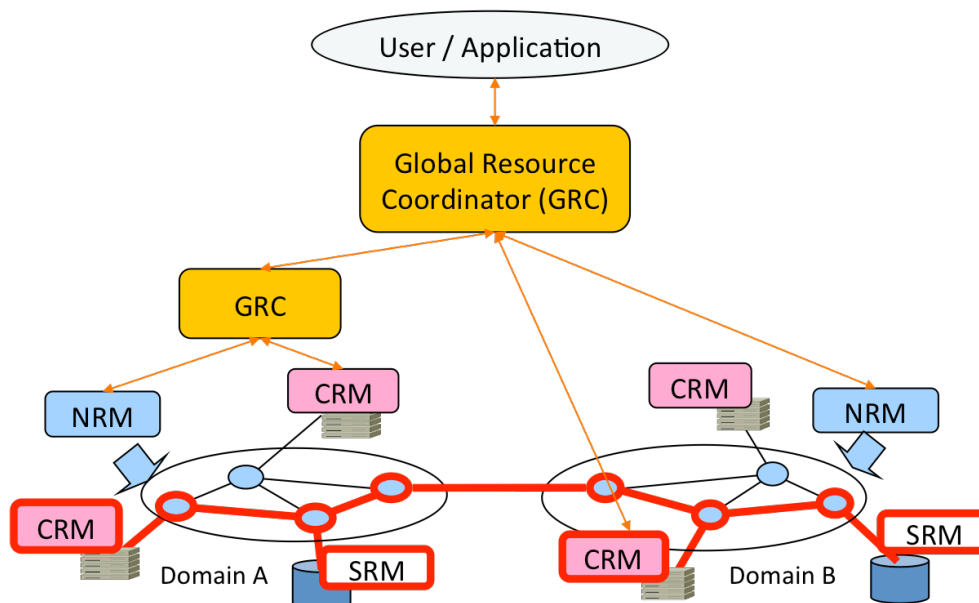 User / Application
Global Resource
Coordinator (GRC)
GRC
CRM
CRM
NRM
NRM
CRM
SRM
CRM
SRM
Domain A
Domain B